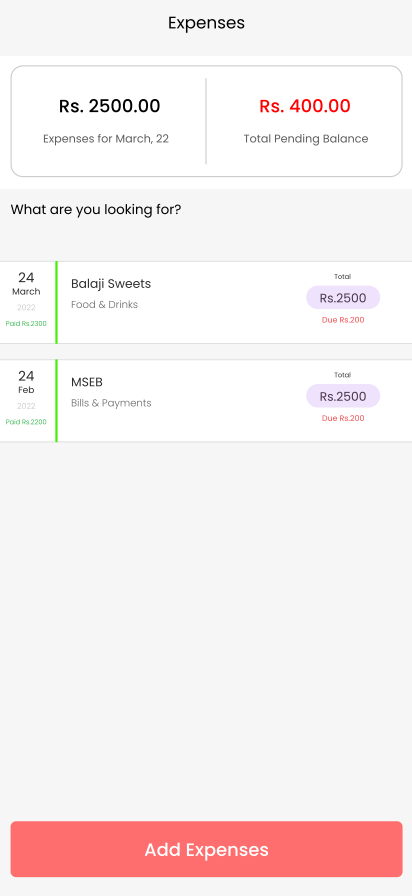 Expenses
Rs. 2500.00
Expenses for March, 22
Rs. 400.00
Total Pending Balance
What are you looking for?
24
March
2022
Paid Rs.2300
Balaji Sweets
Food & Drinks
Total
Rs.2500
Due Rs.200
24
Feb
2022
Paid Rs.2200
MSEB
Bills & Payments
Total
Rs.2500
Due Rs.200
Add Expenses